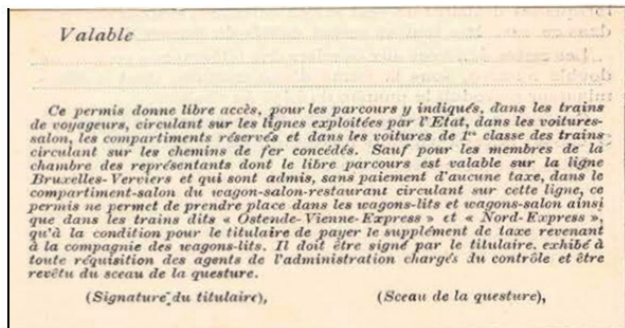 Valable
Ce permis donne libre accès, pour les parcours y indiqués, dans les trains
de voyageurs, circulant sur les lignes exploitées par l'Etat, dans les voitures-
salon, les compartiments réservés et dans les voitures de 1re classe des trains
circulant sur les chemins de fer concédés. Sauf pour les membres de la
chambre des représentants dont le libre parcours est valable sur la ligne
Bruxelles-Verviers et qui sont admis, sans paiement d'aucune taxe, dans le
compartiment-salon du wagon-salon-restaurant circulant sur cette ligne, ce
permis ne permet de prendre place dans les wagons-lits et wagons-salon ainsi
que dans les trains dits « Ostende-Vienne-Express » et « Nord-Express »,
qu'à la condition pour le titulaire de payer le supplément de taxe revenant
à la compagnie des wagons-lits. Il doit être signé par le titulaire, exhibé à
toute réquisition des agents de l'administration chargés du contrôle et être
revêtu du sceau de la questure.
(Signature du titulaire), (Sceau de la questure),